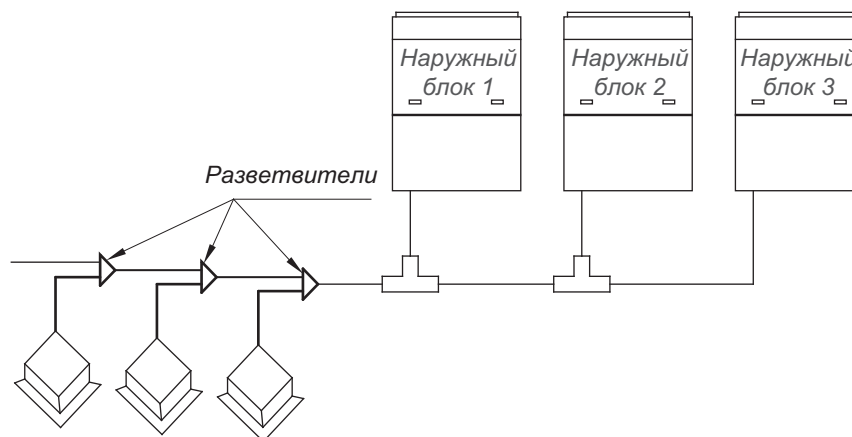 Наружный
блок 1
Наружный
блок 2
Наружный
блок 3
Разветвители